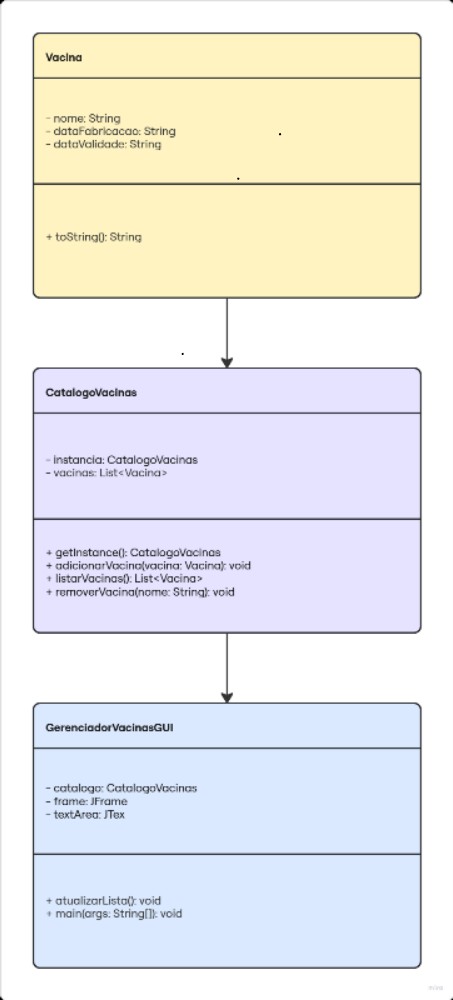 Vacina
- nome: String
- dataFabricacao: String
- dataValidade: String
+ toString(): String
CatalogoVacinas
- instancia: CatalogoVacinas
- vacinas: List<Vacina>
+ getInstance(): CatalogoVacinas
+ adicionarVacina(vacina: Vacina): void
+ listarVacinas(): List<Vacina>
+ removerVacina(nome: String): void
GerenciadorVacinasGUI
- catalogo: CatalogoVacinas
- frame: JFrame
- textArea: JTex
+ atualizarLista(): void
+ main(args: String[]): void